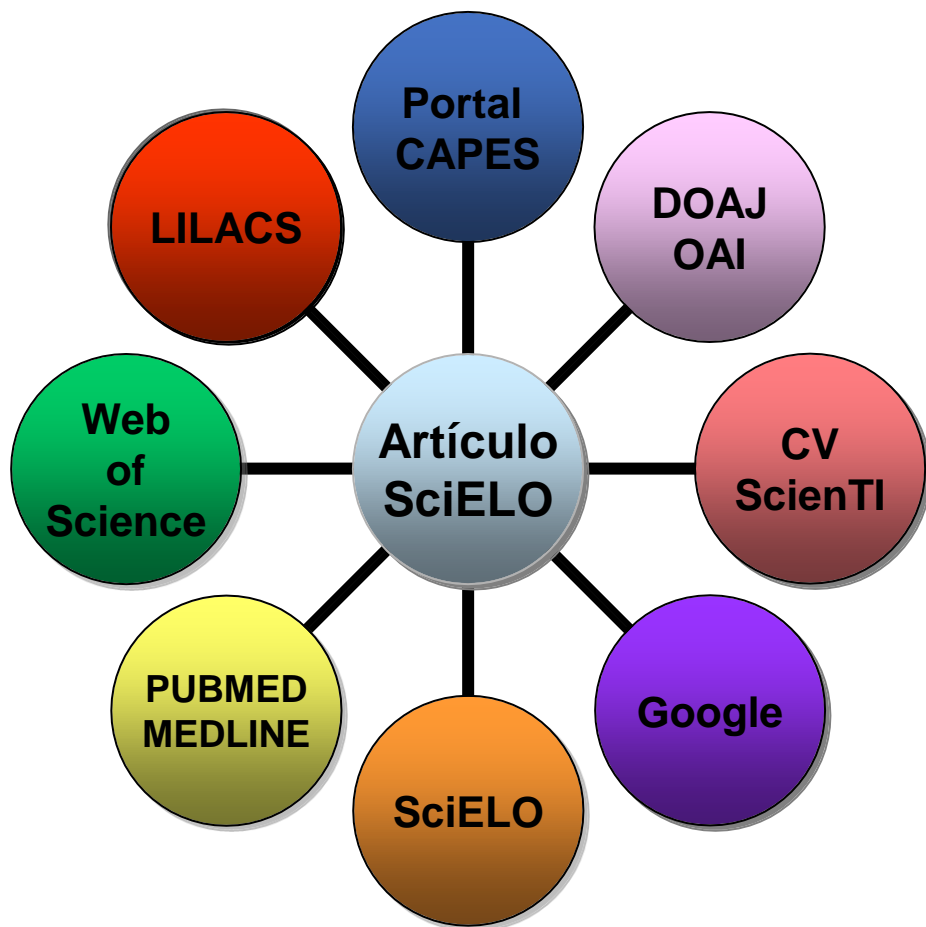 Portal
CAPES
LILACS
DOAJ
OAI
Web
of
Science
Artículo
SciELO
CV
ScienTI
PUBMED
MEDLINE
Google
SciELO